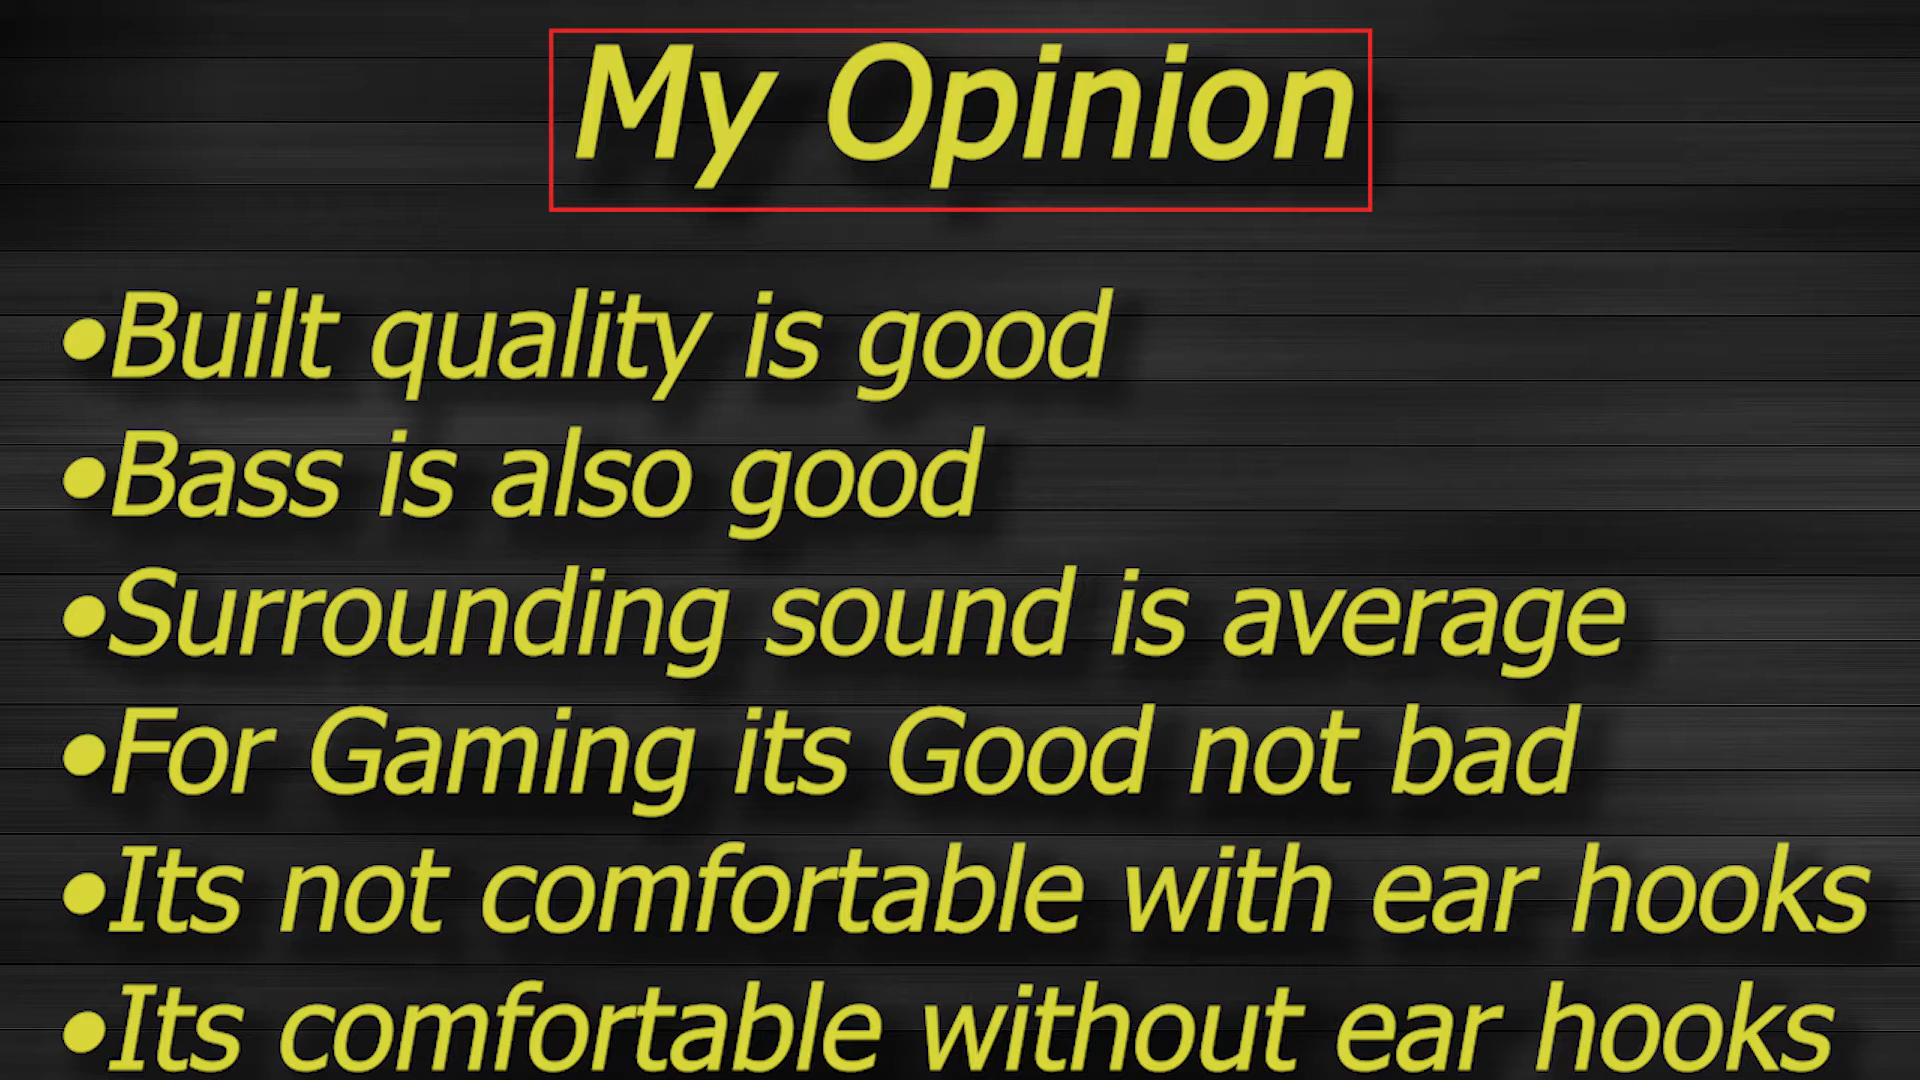 My Opinion
•Built quality is good
•Bass is also good
•Surrounding sound is average
•For Gaming its Good not bad
•Its not comfortable with ear hooks
•Its comfortable without ear hooks